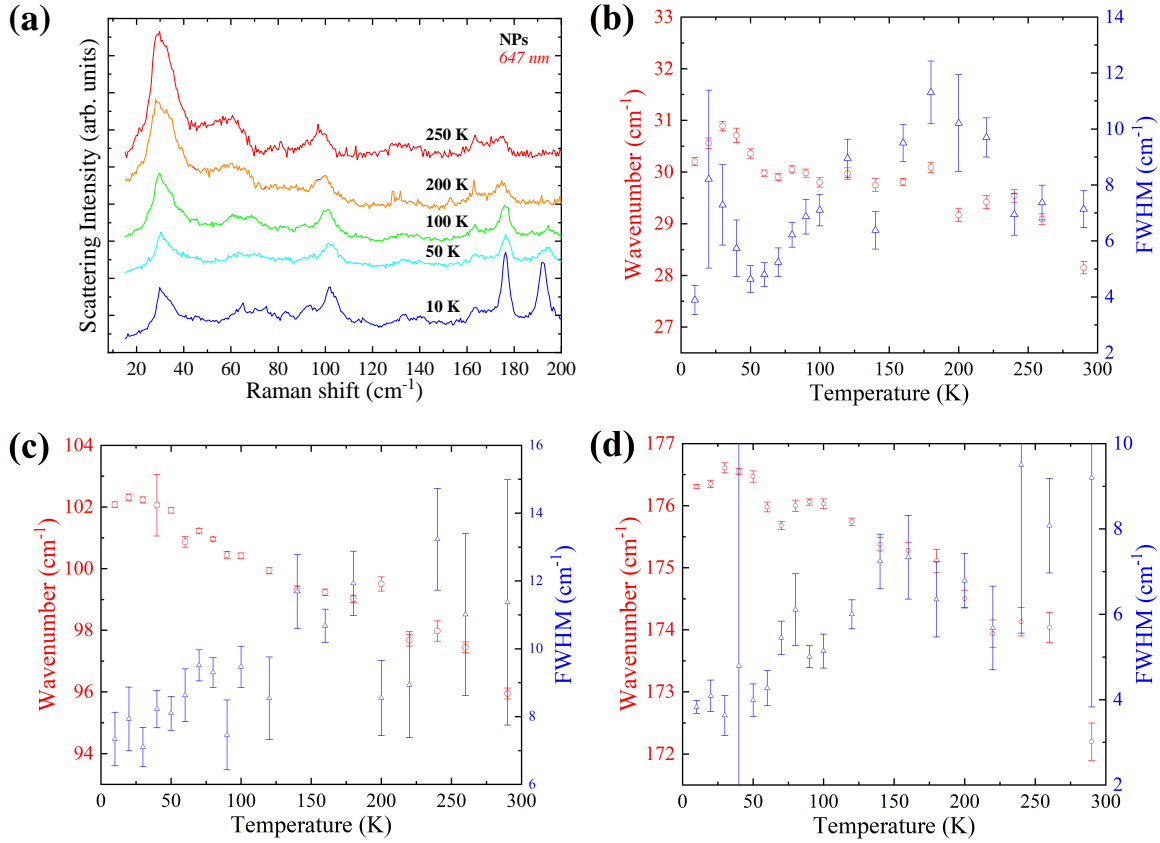 (a)
NPs
647 nm
250 K
200 K
100 K
50 K
10 K
Scattering Intensity (arb. units)
20 40 60 80 100 120 140 160 180 200
Raman shift (cm⁻¹)
(b)
33
32
31
30
29
28
27
Wavenumber (cm⁻¹)
14
12
10
8
6
4
2
FWHM (cm⁻¹)
0 50 100 150 200 250 300
Temperature (K)
(c)
104
102
100
98
96
94
Wavenumber (cm⁻¹)
16
14
12
10
8
6
FWHM (cm⁻¹)
0 50 100 150 200 250 300
Temperature (K)
(d)
177
176
175
174
173
172
Wavenumber (cm⁻¹)
10
8
6
4
2
FWHM (cm⁻¹)
0 50 100 150 200 250 300
Temperature (K)